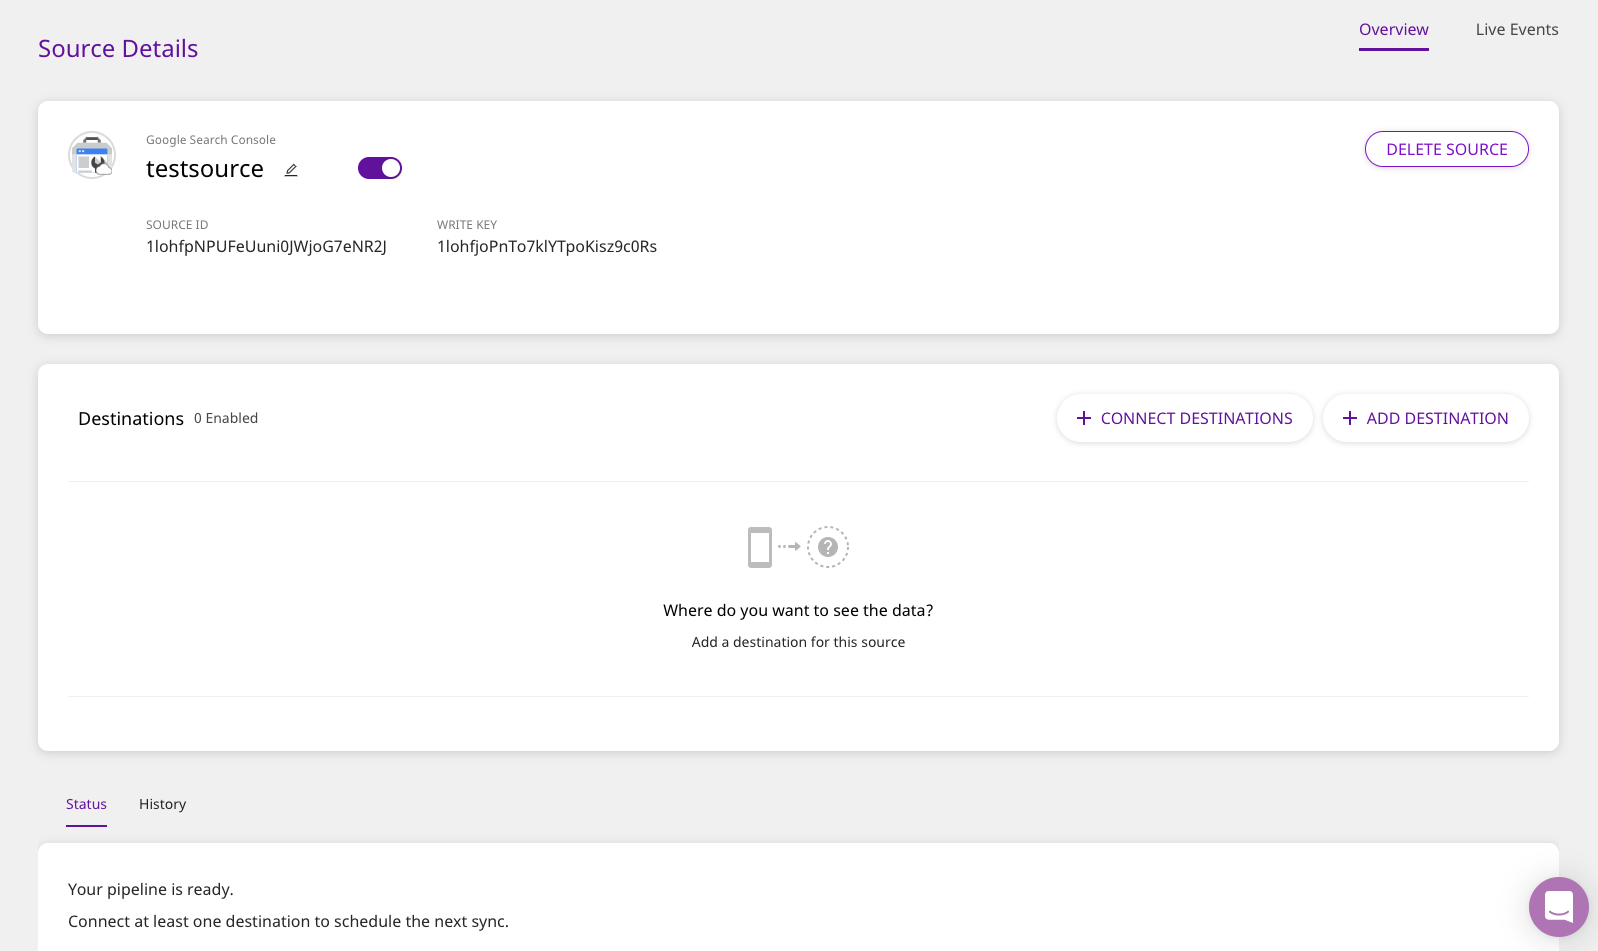 Source Details
Overview
Live Events
Google Search Console
testsource
DELETE SOURCE
SOURCE ID
WRITE KEY
1lohfpNPUFeUuni0JWjoG7eNR2J
1lohfjoPnTo7klYTpoKisz9c0Rs
Destinations
0 Enabled
CONNECT DESTINATIONS
ADD DESTINATION
Where do you want to see the data?
Add a destination for this source
Status
History
Your pipeline is ready.
Connect at least one destination to schedule the next sync.